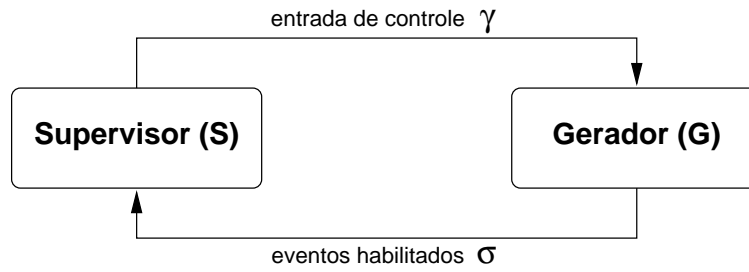 entrada de controle γ
Supervisor (S)
Gerador (G)
eventos habilitados σ